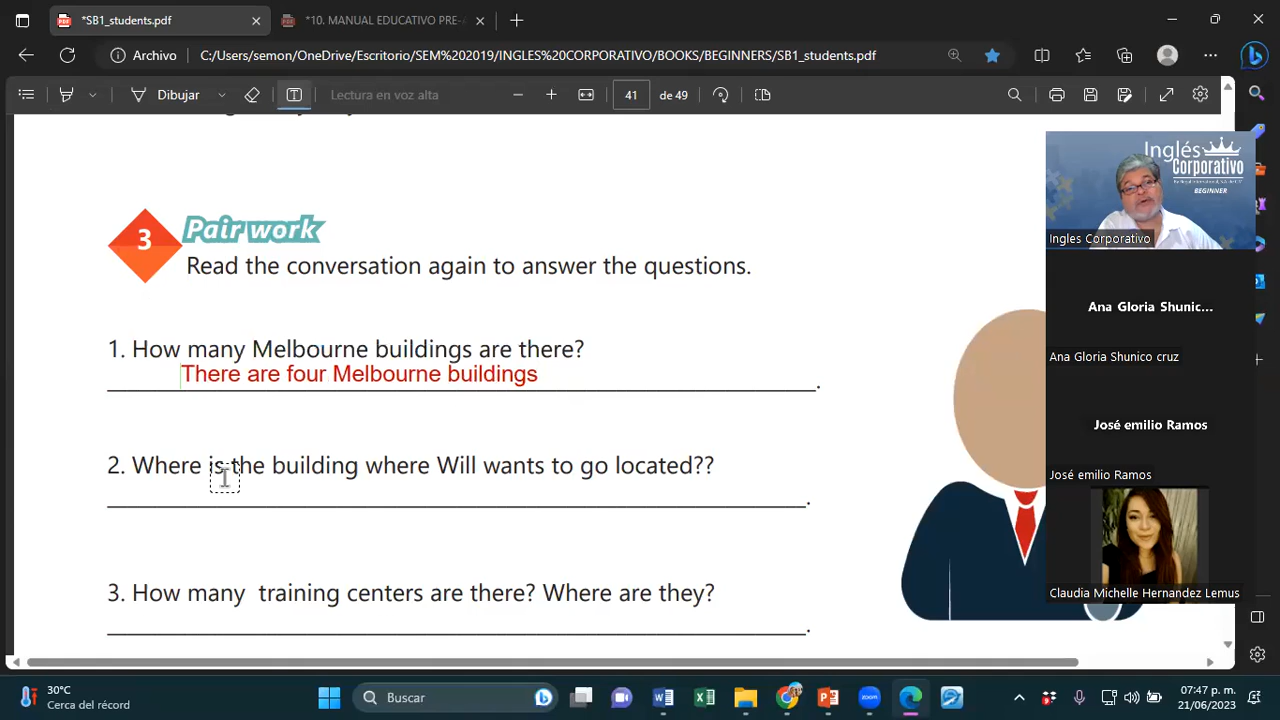 *SB1_students.pdf
*10. MANUAL EDUCATIVO PRE-A
Archivo
C:/Users/semon/OneDrive/Escritorio/SEM%202019/INGLES%20CORPORATIVO/BOOKS/BEGINNERS/SB1_students.pdf
Dibujar
Lectura en voz alta
41
de 49
3
Pair work
Read the conversation again to answer the questions.
1. How many Melbourne buildings are there?
There are four Melbourne buildings
2. Where is the building where Will wants to go located??
3. How many training centers are there? Where are they?
Inglés
Corporativo
BEGINNER
Ingles Corporativo
Ana Gloria Shunic...
Ana Gloria Shunico cruz
José emilio Ramos
José emilio Ramos
Claudia Michelle Hernandez Lemus
30°C
Cerca del récord
Buscar
07:47 p. m.
21/06/2023